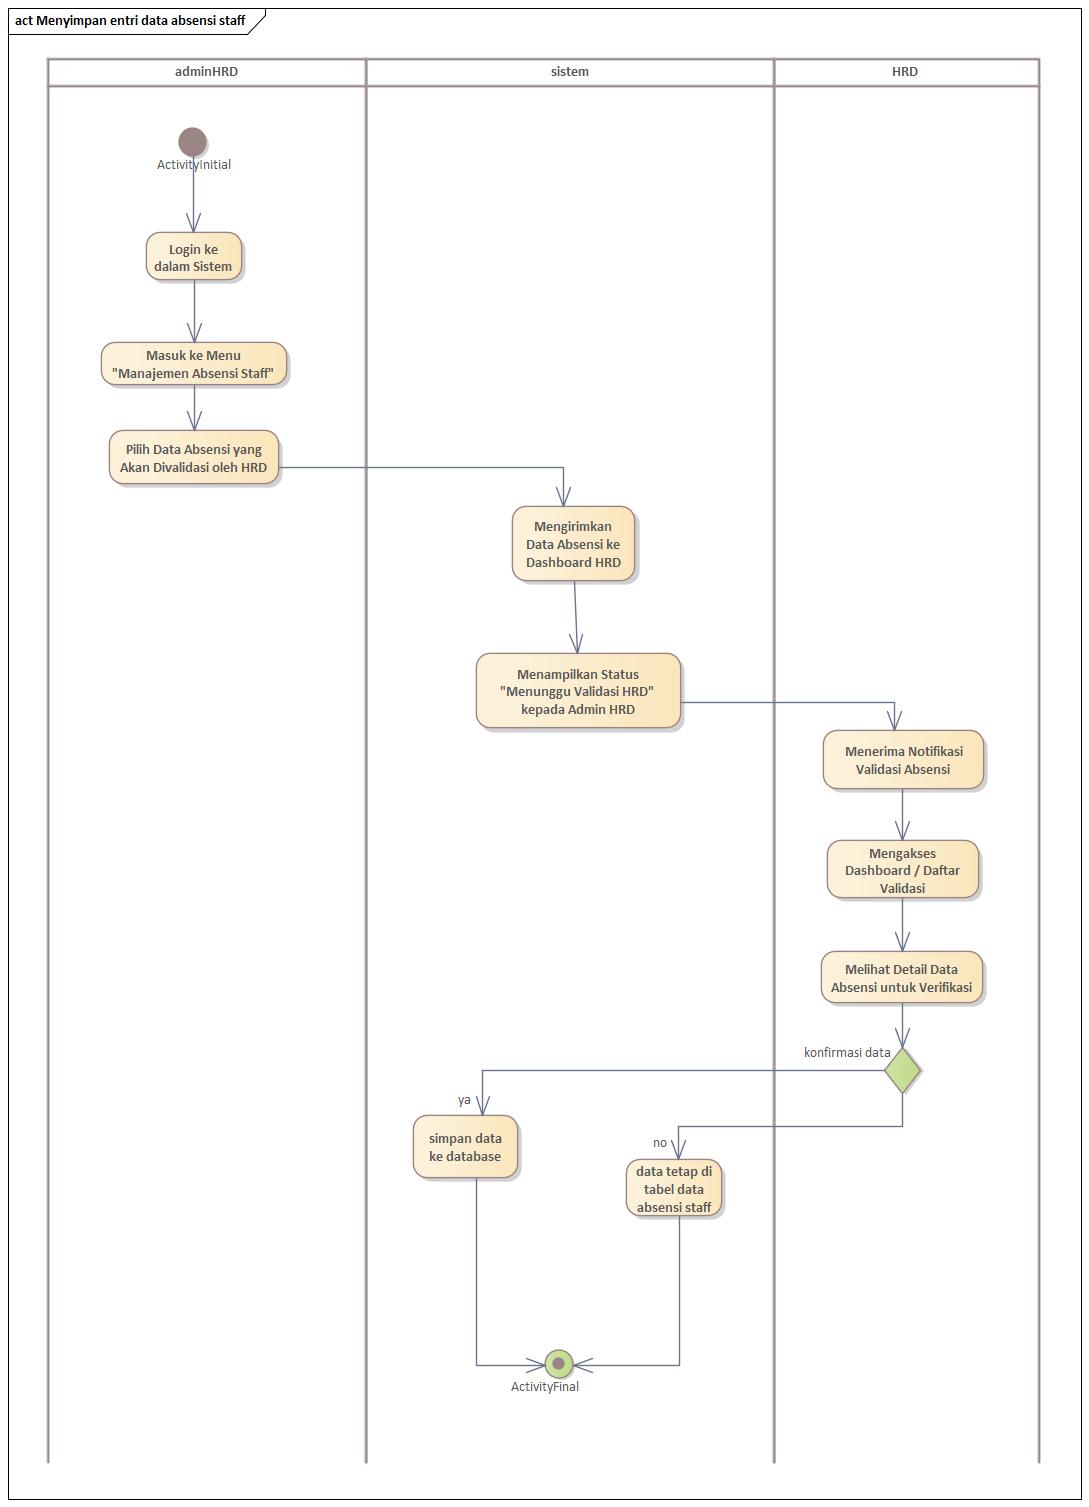 act Menyimpan entri data absensi staff
adminHRD
sistem
HRD
ActivityInitial
Login ke
dalam Sistem
Masuk ke Menu
"Manajemen Absensi Staff"
Pilih Data Absensi yang
Akan Divalidasi oleh HRD
Mengirimkan
Data Absensi ke
Dashboard HRD
Menampilkan Status
"Menunggu Validasi HRD"
kepada Admin HRD
Menerima Notifikasi
Validasi Absensi
Mengakses
Dashboard / Daftar
Validasi
Melihat Detail Data
Absensi untuk Verifikasi
konfirmasi data
ya
simpan data
ke database
no
data tetap di
tabel data
absensi staff
ActivityFinal